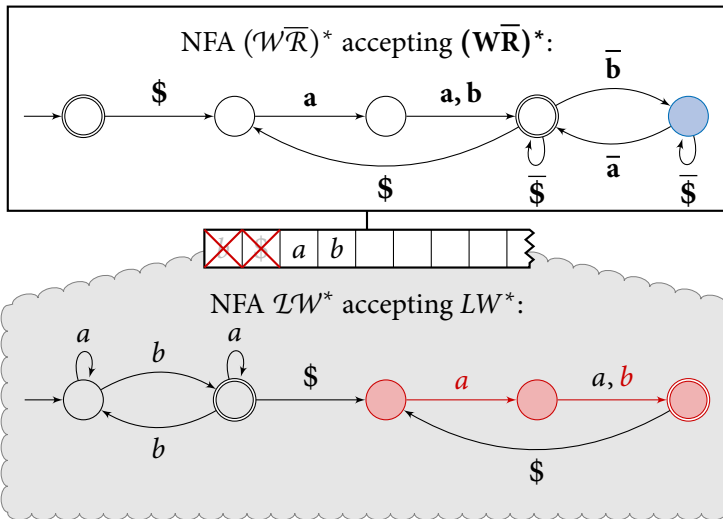 NFA (𝒲ℛ̅)* accepting (WR̅)*:
b̅
$ a a, b
a̅
$ $̅ $̅
b $ a b
NFA ℒ𝒲* accepting LW*:
a a
b $ a a, b
b $